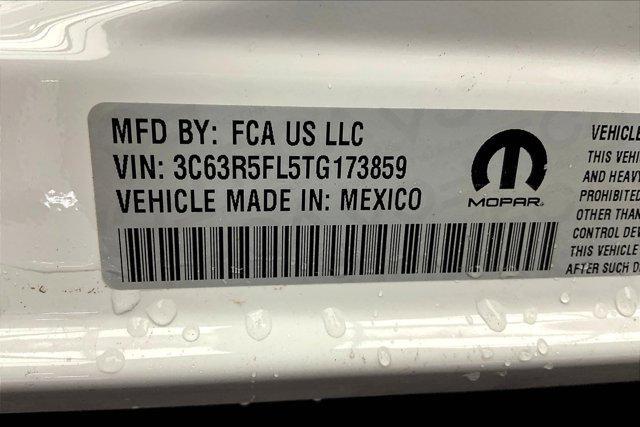 MFD BY: FCA US LLC
VIN: 3C63R5FL5TG173859
VEHICLE MADE IN: MEXICO
MOPAR
VEHICLE
THIS VEHI
AND HEAVY
PROHIBITED
OTHER THAN
CONTROL DEV
THIS VEHICLE
AFTER SUCH D